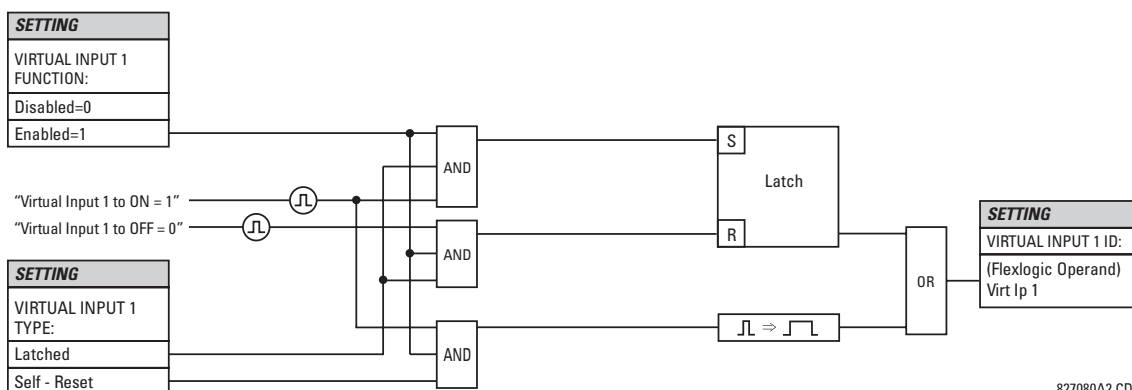 SETTING
VIRTUAL INPUT 1
FUNCTION:
Disabled=0
Enabled=1
"Virtual Input 1 to ON = 1"
"Virtual Input 1 to OFF = 0"
SETTING
VIRTUAL INPUT 1
TYPE:
Latched
Self - Reset
AND
AND
AND
S
Latch
R
OR
SETTING
VIRTUAL INPUT 1 ID:
(Flexlogic Operand)
Virt Ip 1